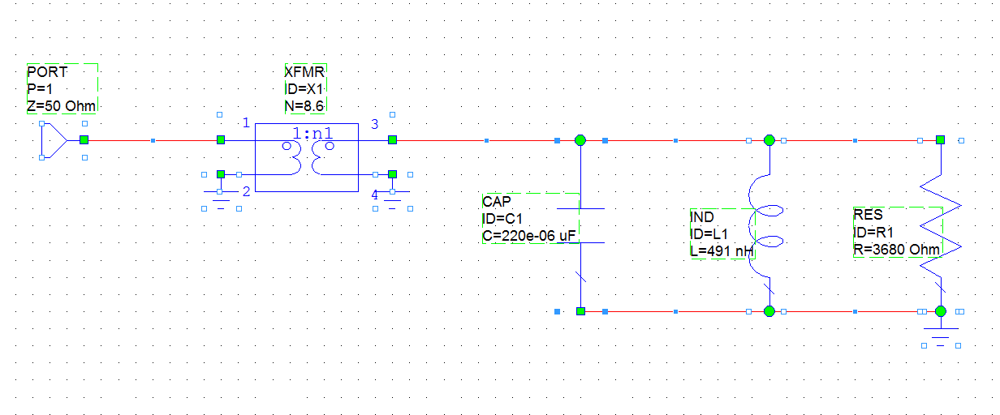 PORT
P=1
Z=50 Ohm
XFMR
ID=X1
N=8.6
1
3
1:n1
2
4
CAP
ID=C1
C=220e-06 uF
IND
ID=L1
L=491 nH
RES
ID=R1
R=3680 Ohm